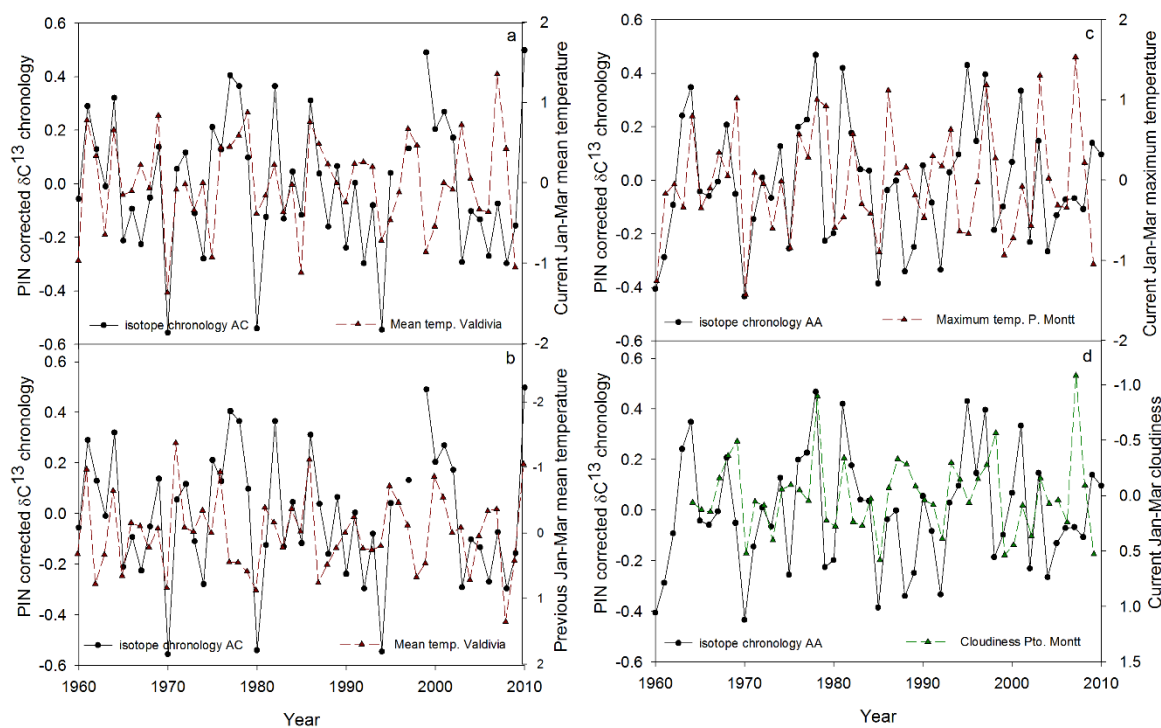 a
PIN corrected δC13 chronology
0.6
0.4
0.2
0.0
-0.2
-0.4
-0.6
2
1
0
-1
-2
Current Jan-Mar mean temperature
isotope chronology AC
Mean temp. Valdivia
b
PIN corrected δC13 chronology
0.6
0.4
0.2
0.0
-0.2
-0.4
-0.6
-2
-1
0
1
2
Previous Jan-Mar mean temperature
isotope chronology AC
Mean temp. Valdivia
1960
1970
1980
1990
2000
2010
Year
c
PIN corrected δC13 chronology
0.6
0.4
0.2
0.0
-0.2
-0.4
-0.6
2
1
0
-1
-2
Current Jan-Mar maximum temperature
isotope chronology AA
Maximum temp. P. Montt
d
PIN corrected δC13 chronology
0.6
0.4
0.2
0.0
-0.2
-0.4
-0.6
-1.0
-0.5
0.0
0.5
1.0
1.5
Current Jan-Mar cloudiness
isotope chronology AA
Cloudiness Pto. Montt
1960
1970
1980
1990
2000
2010
Year